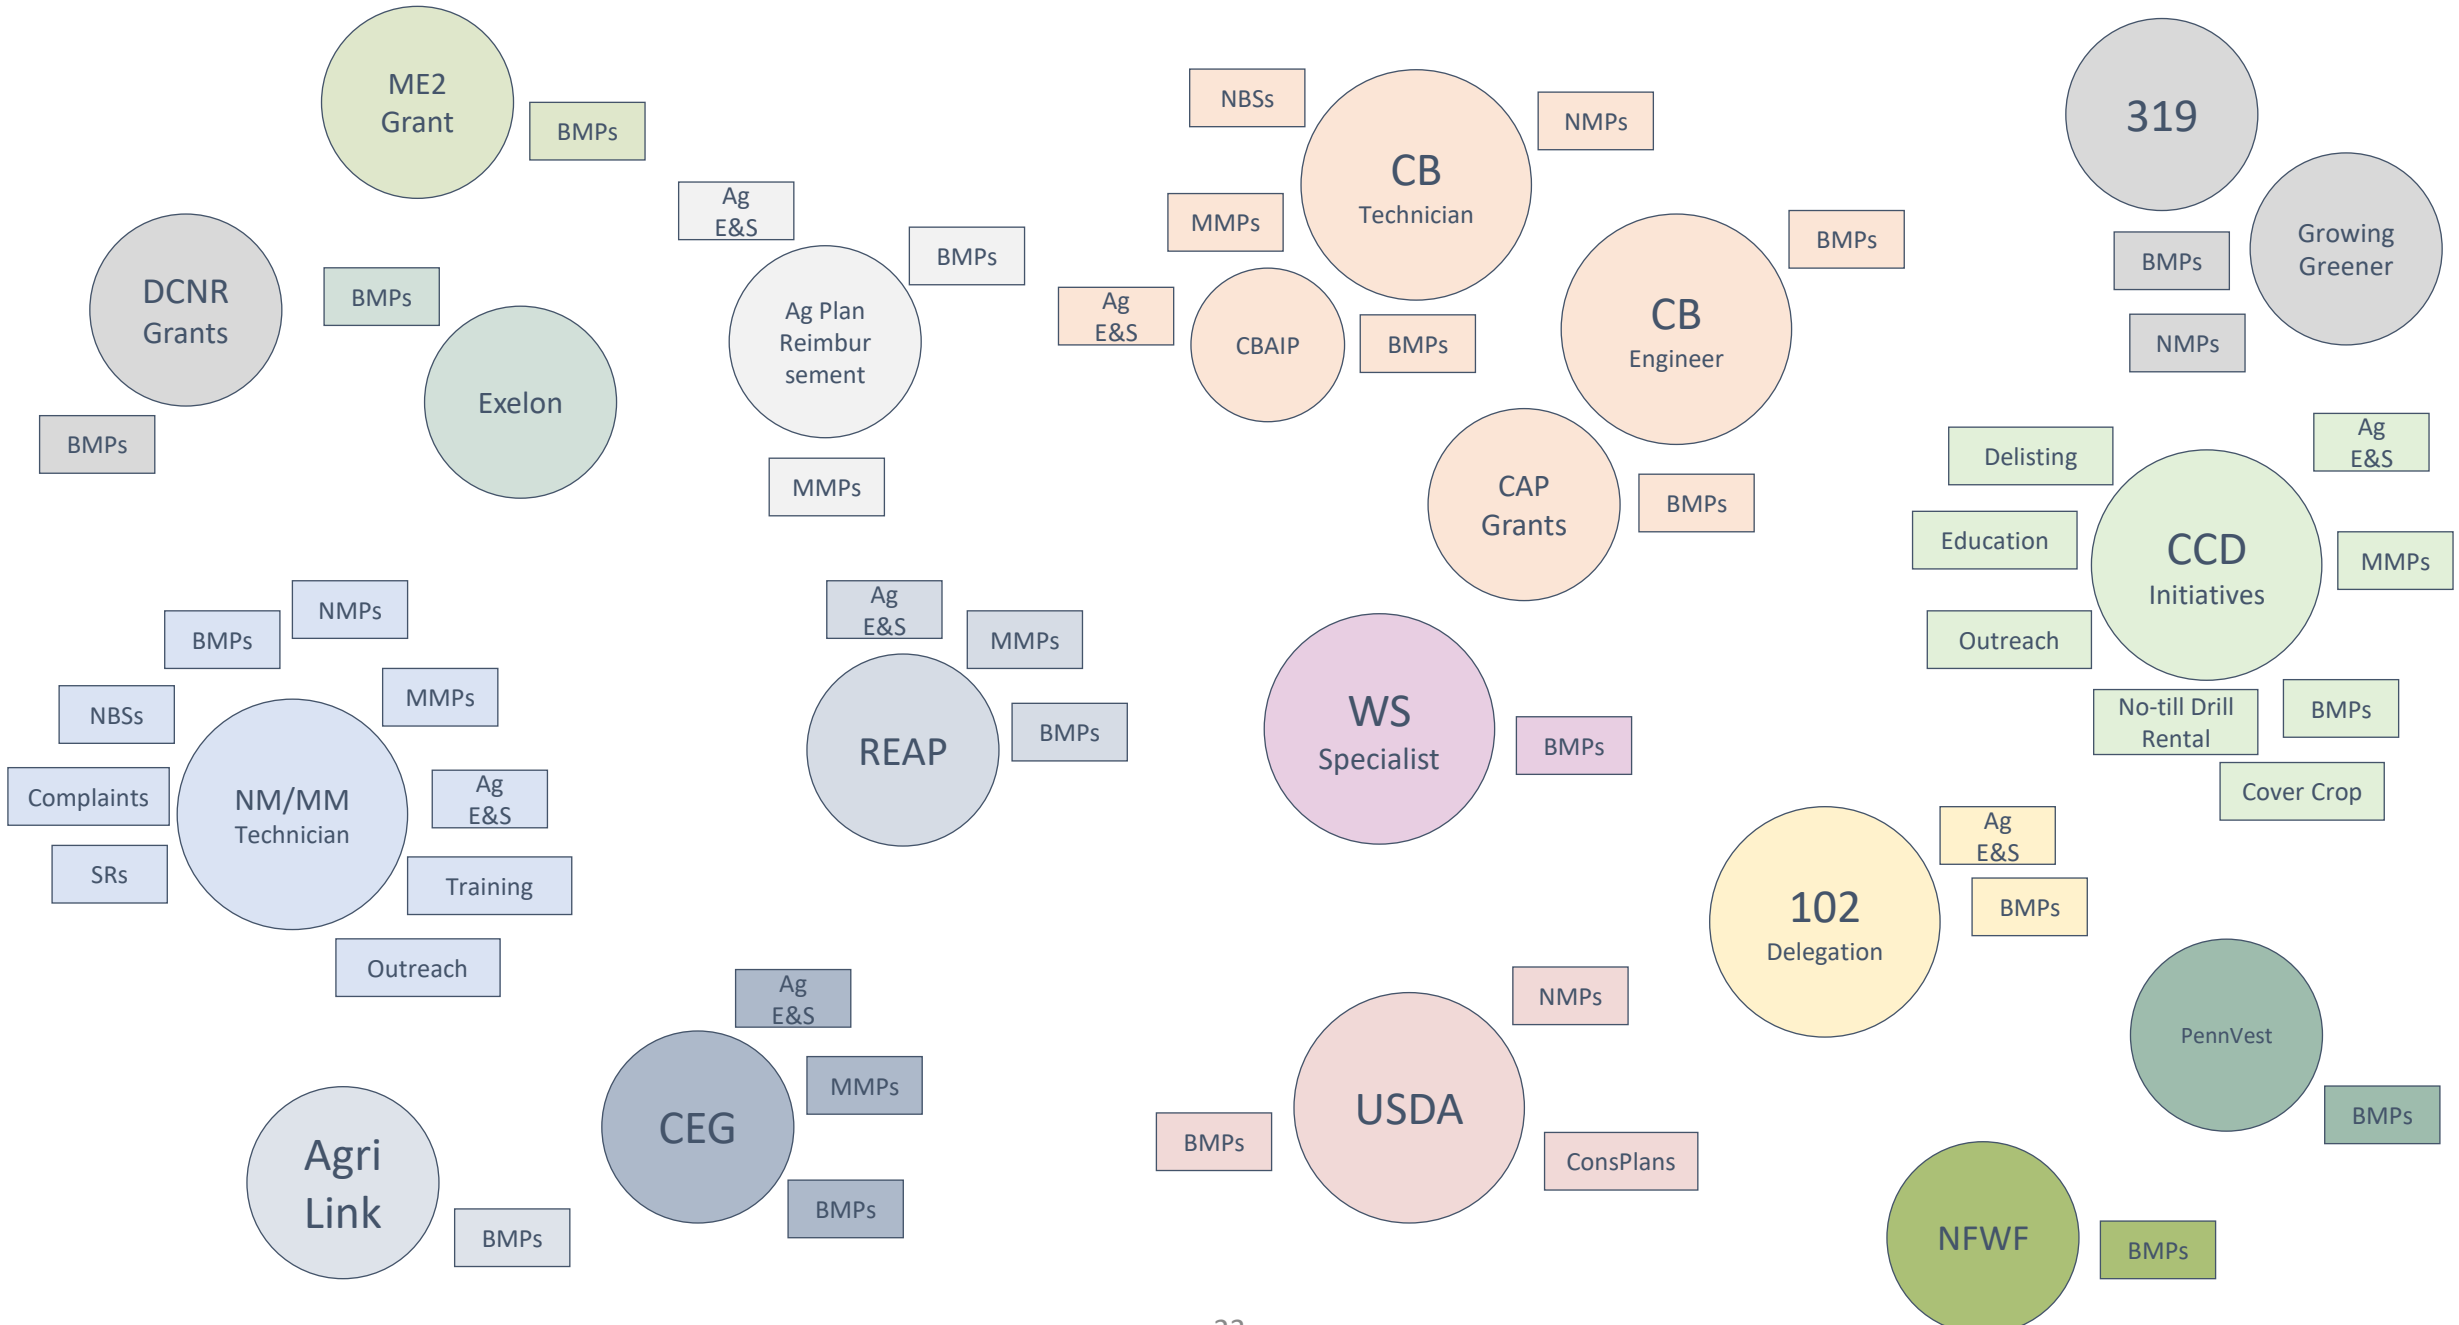 ME2
Grant
BMPs
DCNR
Grants
BMPs
BMPs
Exelon
Ag
E&S
BMPs
Ag Plan
Reimbur
sement
MMPs
NBSs
CB
Technician
NMPs
MMPs
Ag
E&S
CBAIP
BMPs
CB
Engineer
BMPs
CAP
Grants
BMPs
319
Growing
Greener
BMPs
NMPs
Delisting
Ag
E&S
Education
CCD
Initiatives
MMPs
Outreach
No-till Drill
Rental
BMPs
Cover Crop
NMPs
BMPs
MMPs
NBSs
Complaints
NM/MM
Technician
Ag
E&S
SRs
Training
Outreach
Ag
E&S
MMPs
REAP
BMPs
WS
Specialist
BMPs
Ag
E&S
102
Delegation
BMPs
Ag
E&S
CEG
MMPs
BMPs
Agri
Link
BMPs
NMPs
USDA
BMPs
ConsPlans
PennVest
BMPs
NFWF
BMPs